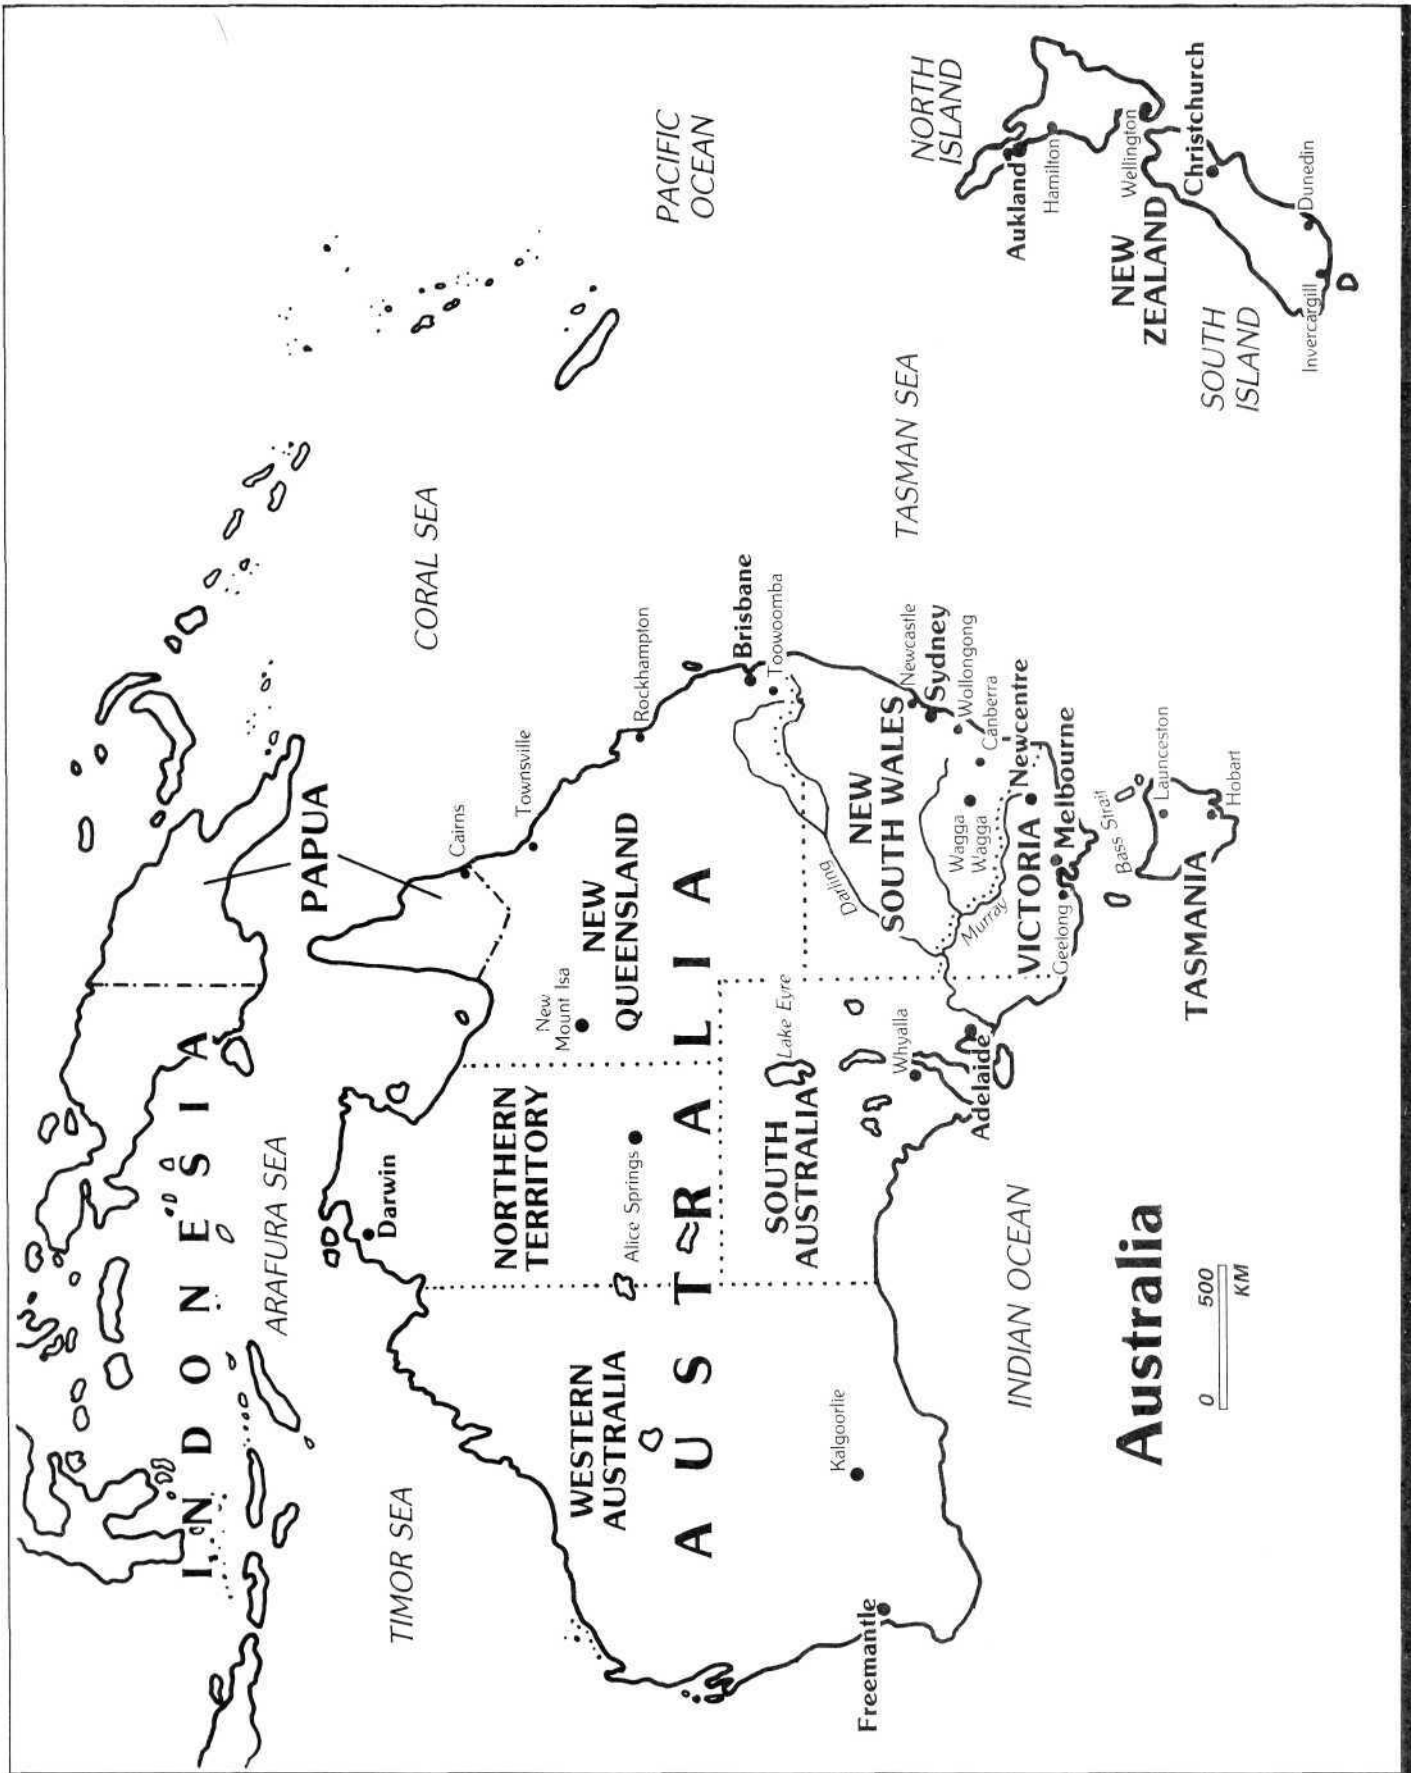 INDONESIA
PAPUA
ARAFURA SEA
TIMOR SEA
CORAL SEA
PACIFIC
OCEAN
Darwin
Cairns
Townsville
Rockhampton
NORTHERN
TERRITORY
New
Mount Isa
NEW
QUEENSLAND
Alice Springs
WESTERN
AUSTRALIA
AUSTRALIA
Brisbane
Toowoomba
SOUTH
AUSTRALIA
Lake Eyre
Darling
NEW
SOUTH WALES
Newcastle
Sydney
Wollongong
Canberra
Wagga
Wagga
Murray
Kalgoorlie
Freemantle
Whyalla
Adelaide
VICTORIA
Newcentre
Geelong
Melbourne
Bass Strait
Launceston
Hobart
TASMANIA
TASMAN SEA
INDIAN OCEAN
NORTH
ISLAND
Aukland
Hamilton
Wellington
NEW
ZEALAND
Christchurch
SOUTH
ISLAND
Dunedin
Invercargill
Australia
0 500
KM